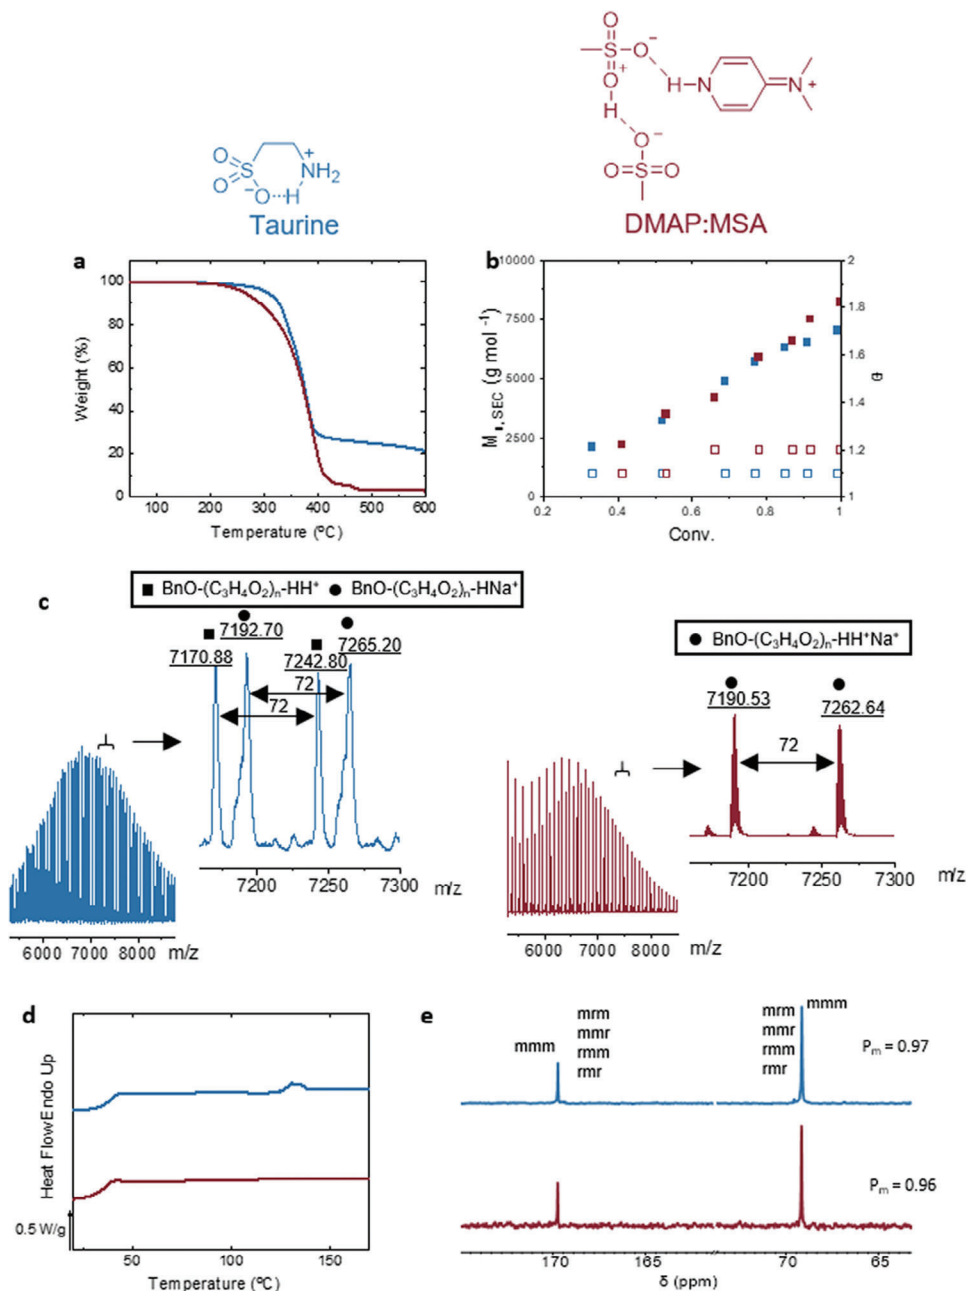 O
S
O
O
−
+
O
H
H
N
N
+
O
−
O=S=O
DMAP:MSA
O
O
S
−
O
H
+
NH2
Taurine
a
Weight (%)
100
80
60
40
20
0
100 200 300 400 500 600
Temperature (ºC)
b
10000
7500
5000
2500
0
M n, SEC (g mol -1)
2
1.8
1.6
1.4
1.2
1
Đ
0.2 0.4 0.6 0.8 1
Conv.
c
■ BnO-(C3H4O2)n-HH+ ● BnO-(C3H4O2)n-HNa+
7192.70
7265.20
7170.88
7242.80
72
72
7200 7250 7300
m/z
6000 7000 8000
m/z
● BnO-(C3H4O2)n-HH+Na+
7190.53
7262.64
72
7200 7250 7300
m/z
6000 7000 8000
m/z
d
Heat Flow Endo Up
0.5 W/g
50 100 150
Temperature (ºC)
e
mmm
mrm
mmr
rmm
rmr
mrm
mmr
rmm
rmr
mmm
Pm = 0.97
Pm = 0.96
170 165 69 65
δ (ppm)